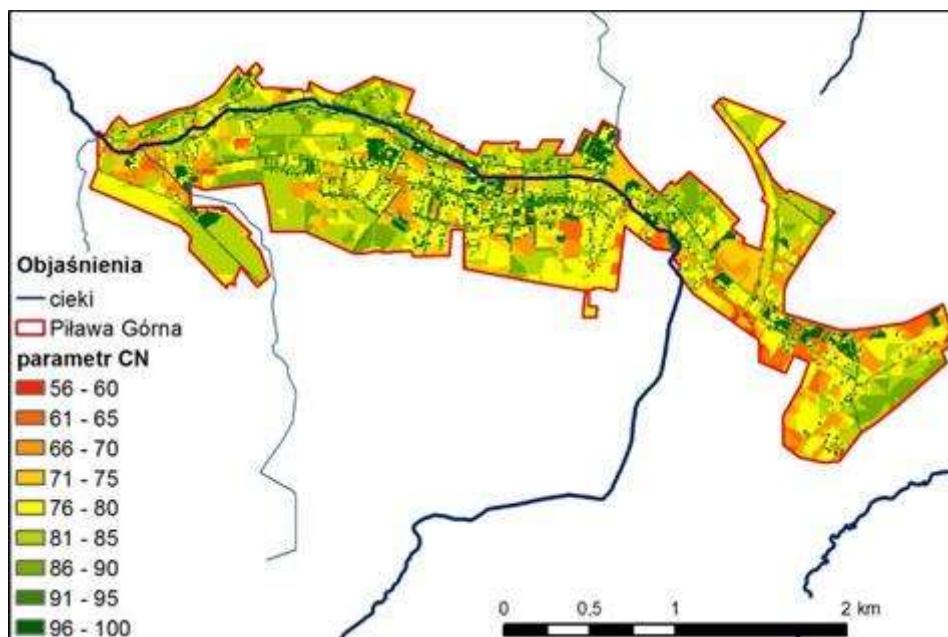 Objaśnienia
cieki
Piława Górna
parametr CN
56 - 60
61 - 65
66 - 70
71 - 75
76 - 80
81 - 85
86 - 90
91 - 95
96 - 100
0 0.5 1 2 km